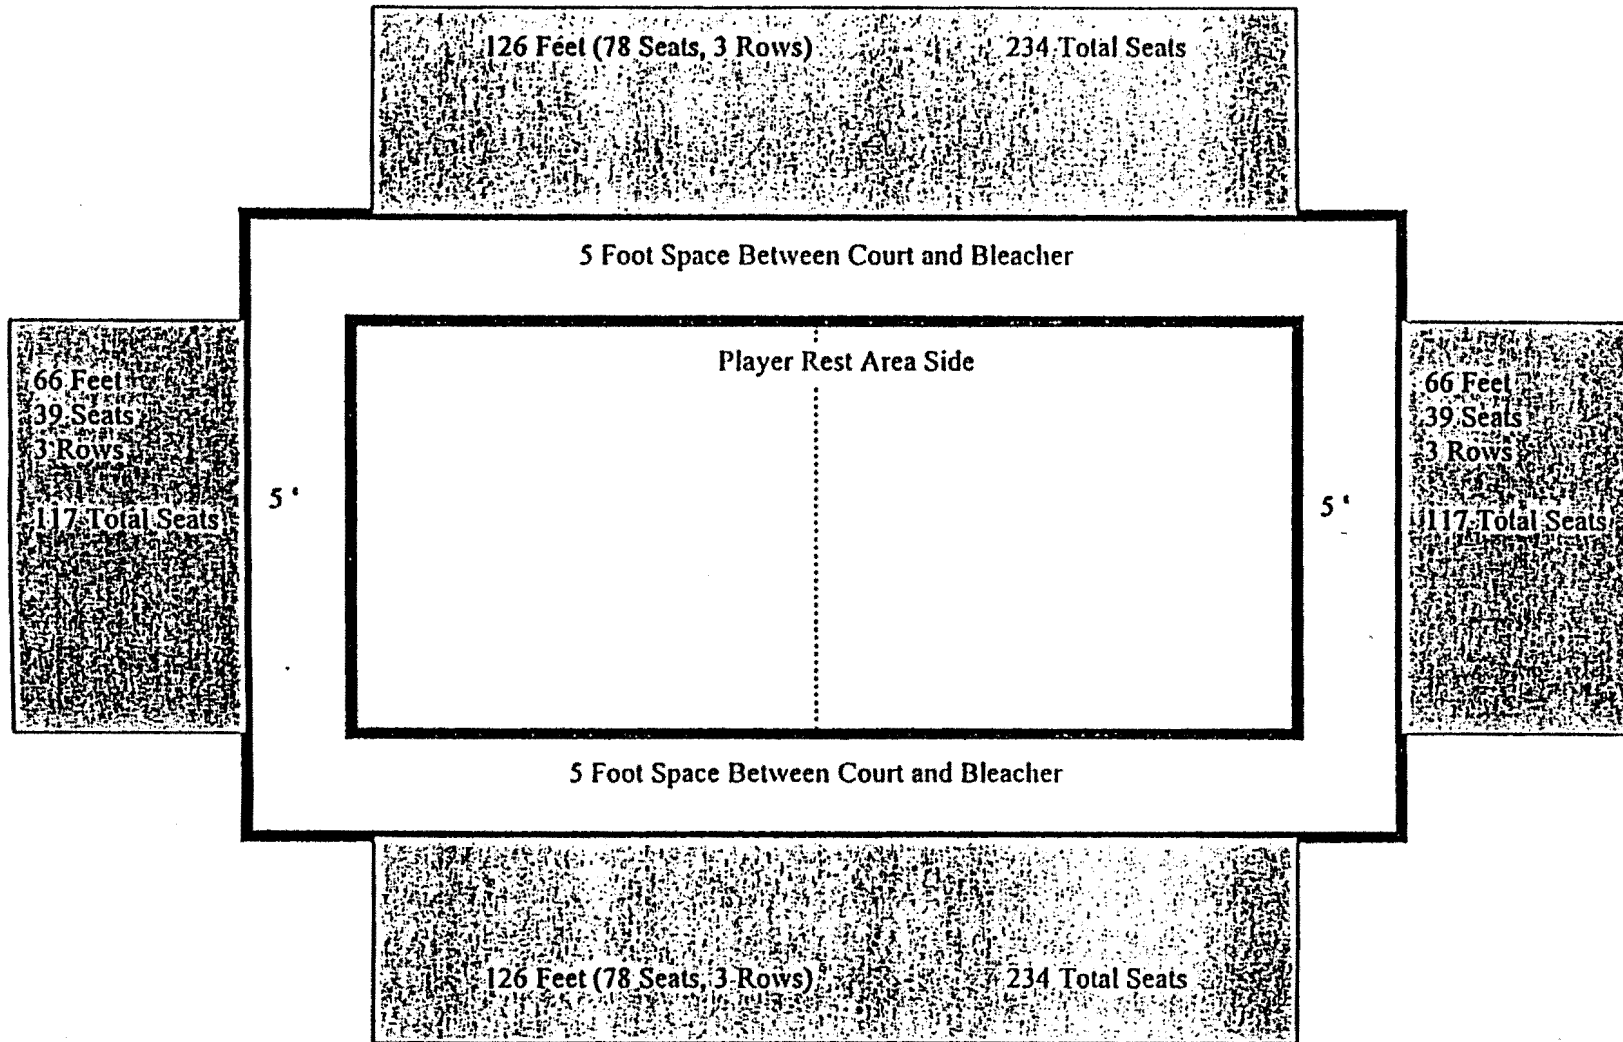 126 Feet (78 Seats, 3 Rows) 234 Total Seats
5 Foot Space Between Court and Bleacher
Player Rest Area Side
66 Feet
39 Seats
3 Rows
117 Total Seats
5 '
5 '
66 Feet
39 Seats
3 Rows
117 Total Seats
5 Foot Space Between Court and Bleacher
126 Feet (78 Seats, 3 Rows) 234 Total Seats